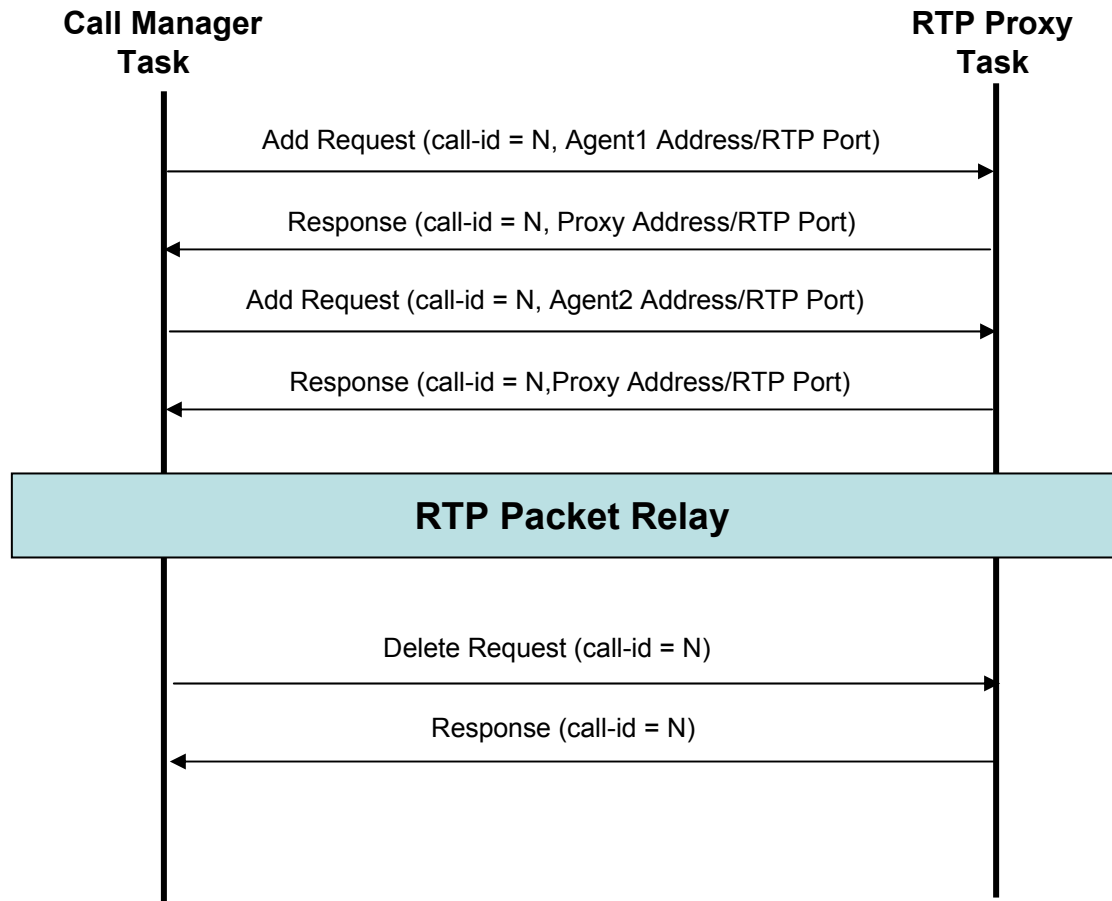 Call Manager
Task
RTP Proxy
Task
Add Request (call-id = N, Agent1 Address/RTP Port)
Response (call-id = N, Proxy Address/RTP Port)
Add Request (call-id = N, Agent2 Address/RTP Port)
Response (call-id = N,Proxy Address/RTP Port)
RTP Packet Relay
Delete Request (call-id = N)
Response (call-id = N)